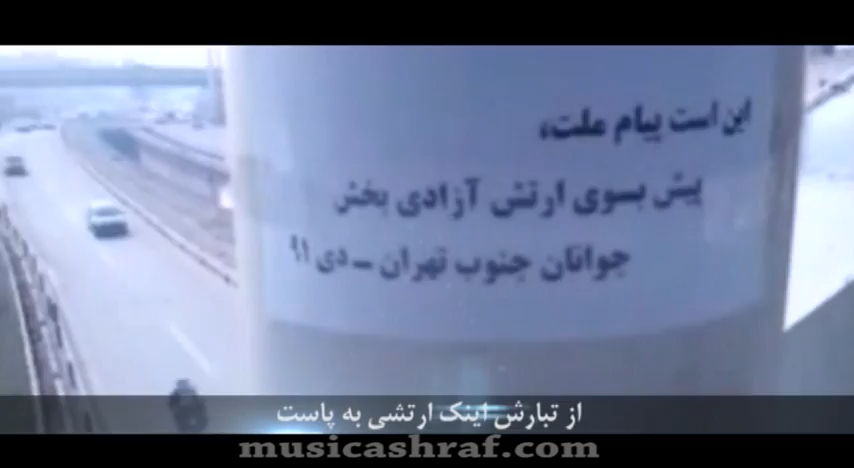 این است پیام ملت،
پیش بسوی ارتش آزادی بخش
جوانان جنوب تهران - دی ۹۱
از تبارش اینک ارتشی به پاست
musicashraf.com